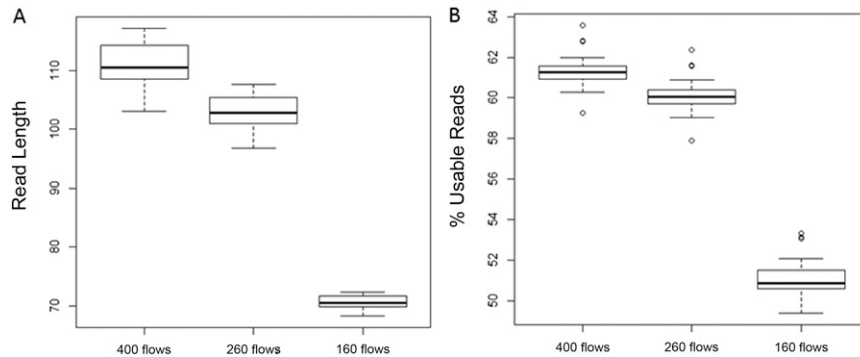 A
Read Length
110
100
90
80
70
400 flows
260 flows
160 flows
B
% Usable Reads
64
62
60
58
56
54
52
50
400 flows
260 flows
160 flows